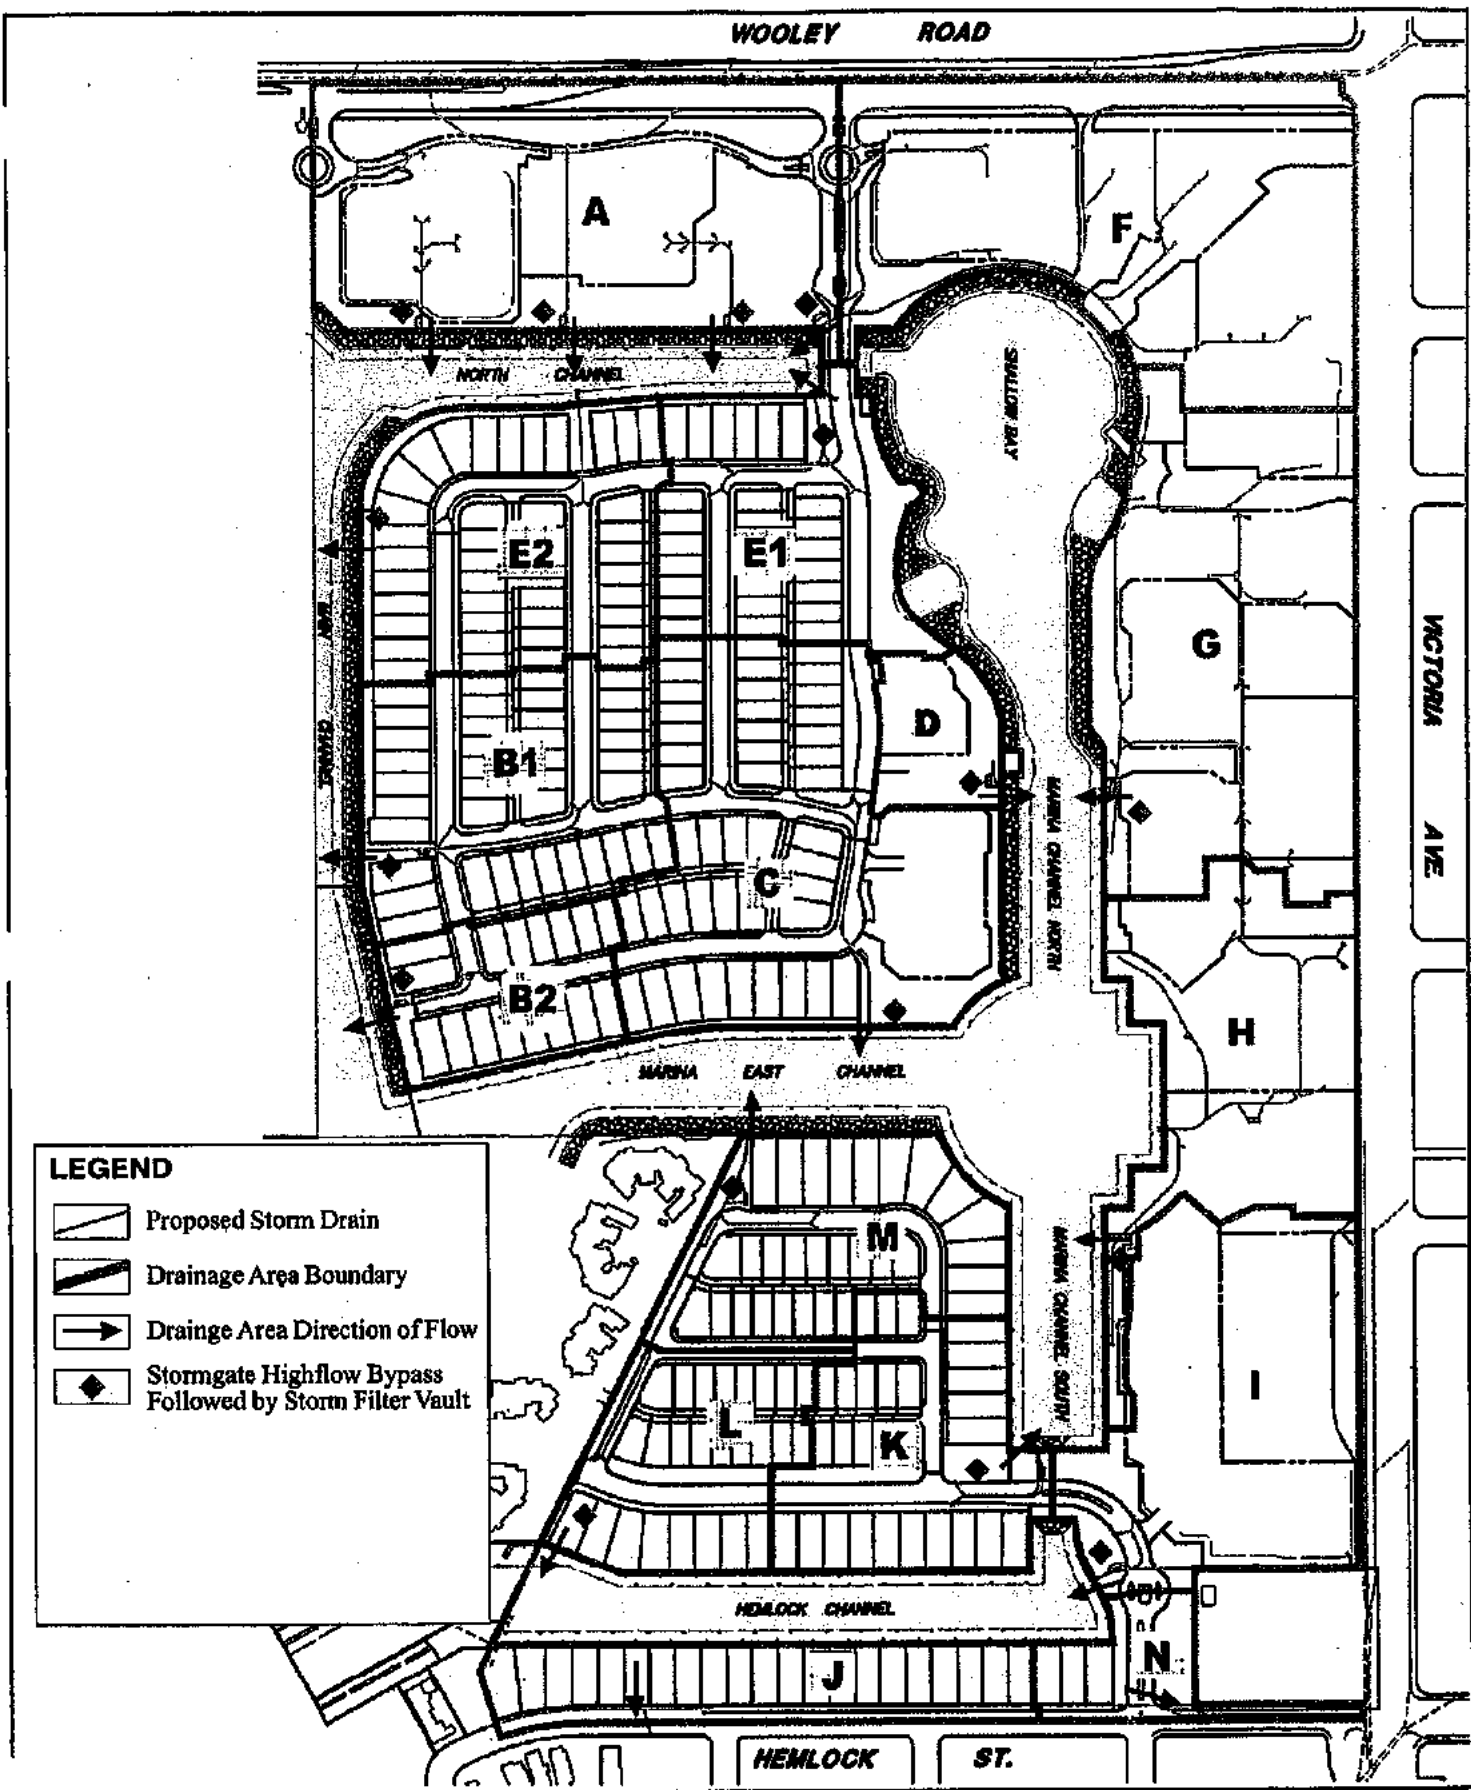 WOOLEY ROAD
A
F
NORTH CHANNEL
SHALLOW BAY
E2
E1
MAIN CHANNEL
G
VICTORIA AVE.
D
B1
MARINA CHANNEL NORTH
C
B2
H
MARINA EAST CHANNEL
LEGEND
Proposed Storm Drain
Drainage Area Boundary
Drainge Area Direction of Flow
Stormgate Highflow Bypass
Followed by Storm Filter Vault
M
MARINA CHANNEL SOUTH
I
L
K
HEMLOCK CHANNEL
N
J
HEMLOCK ST.